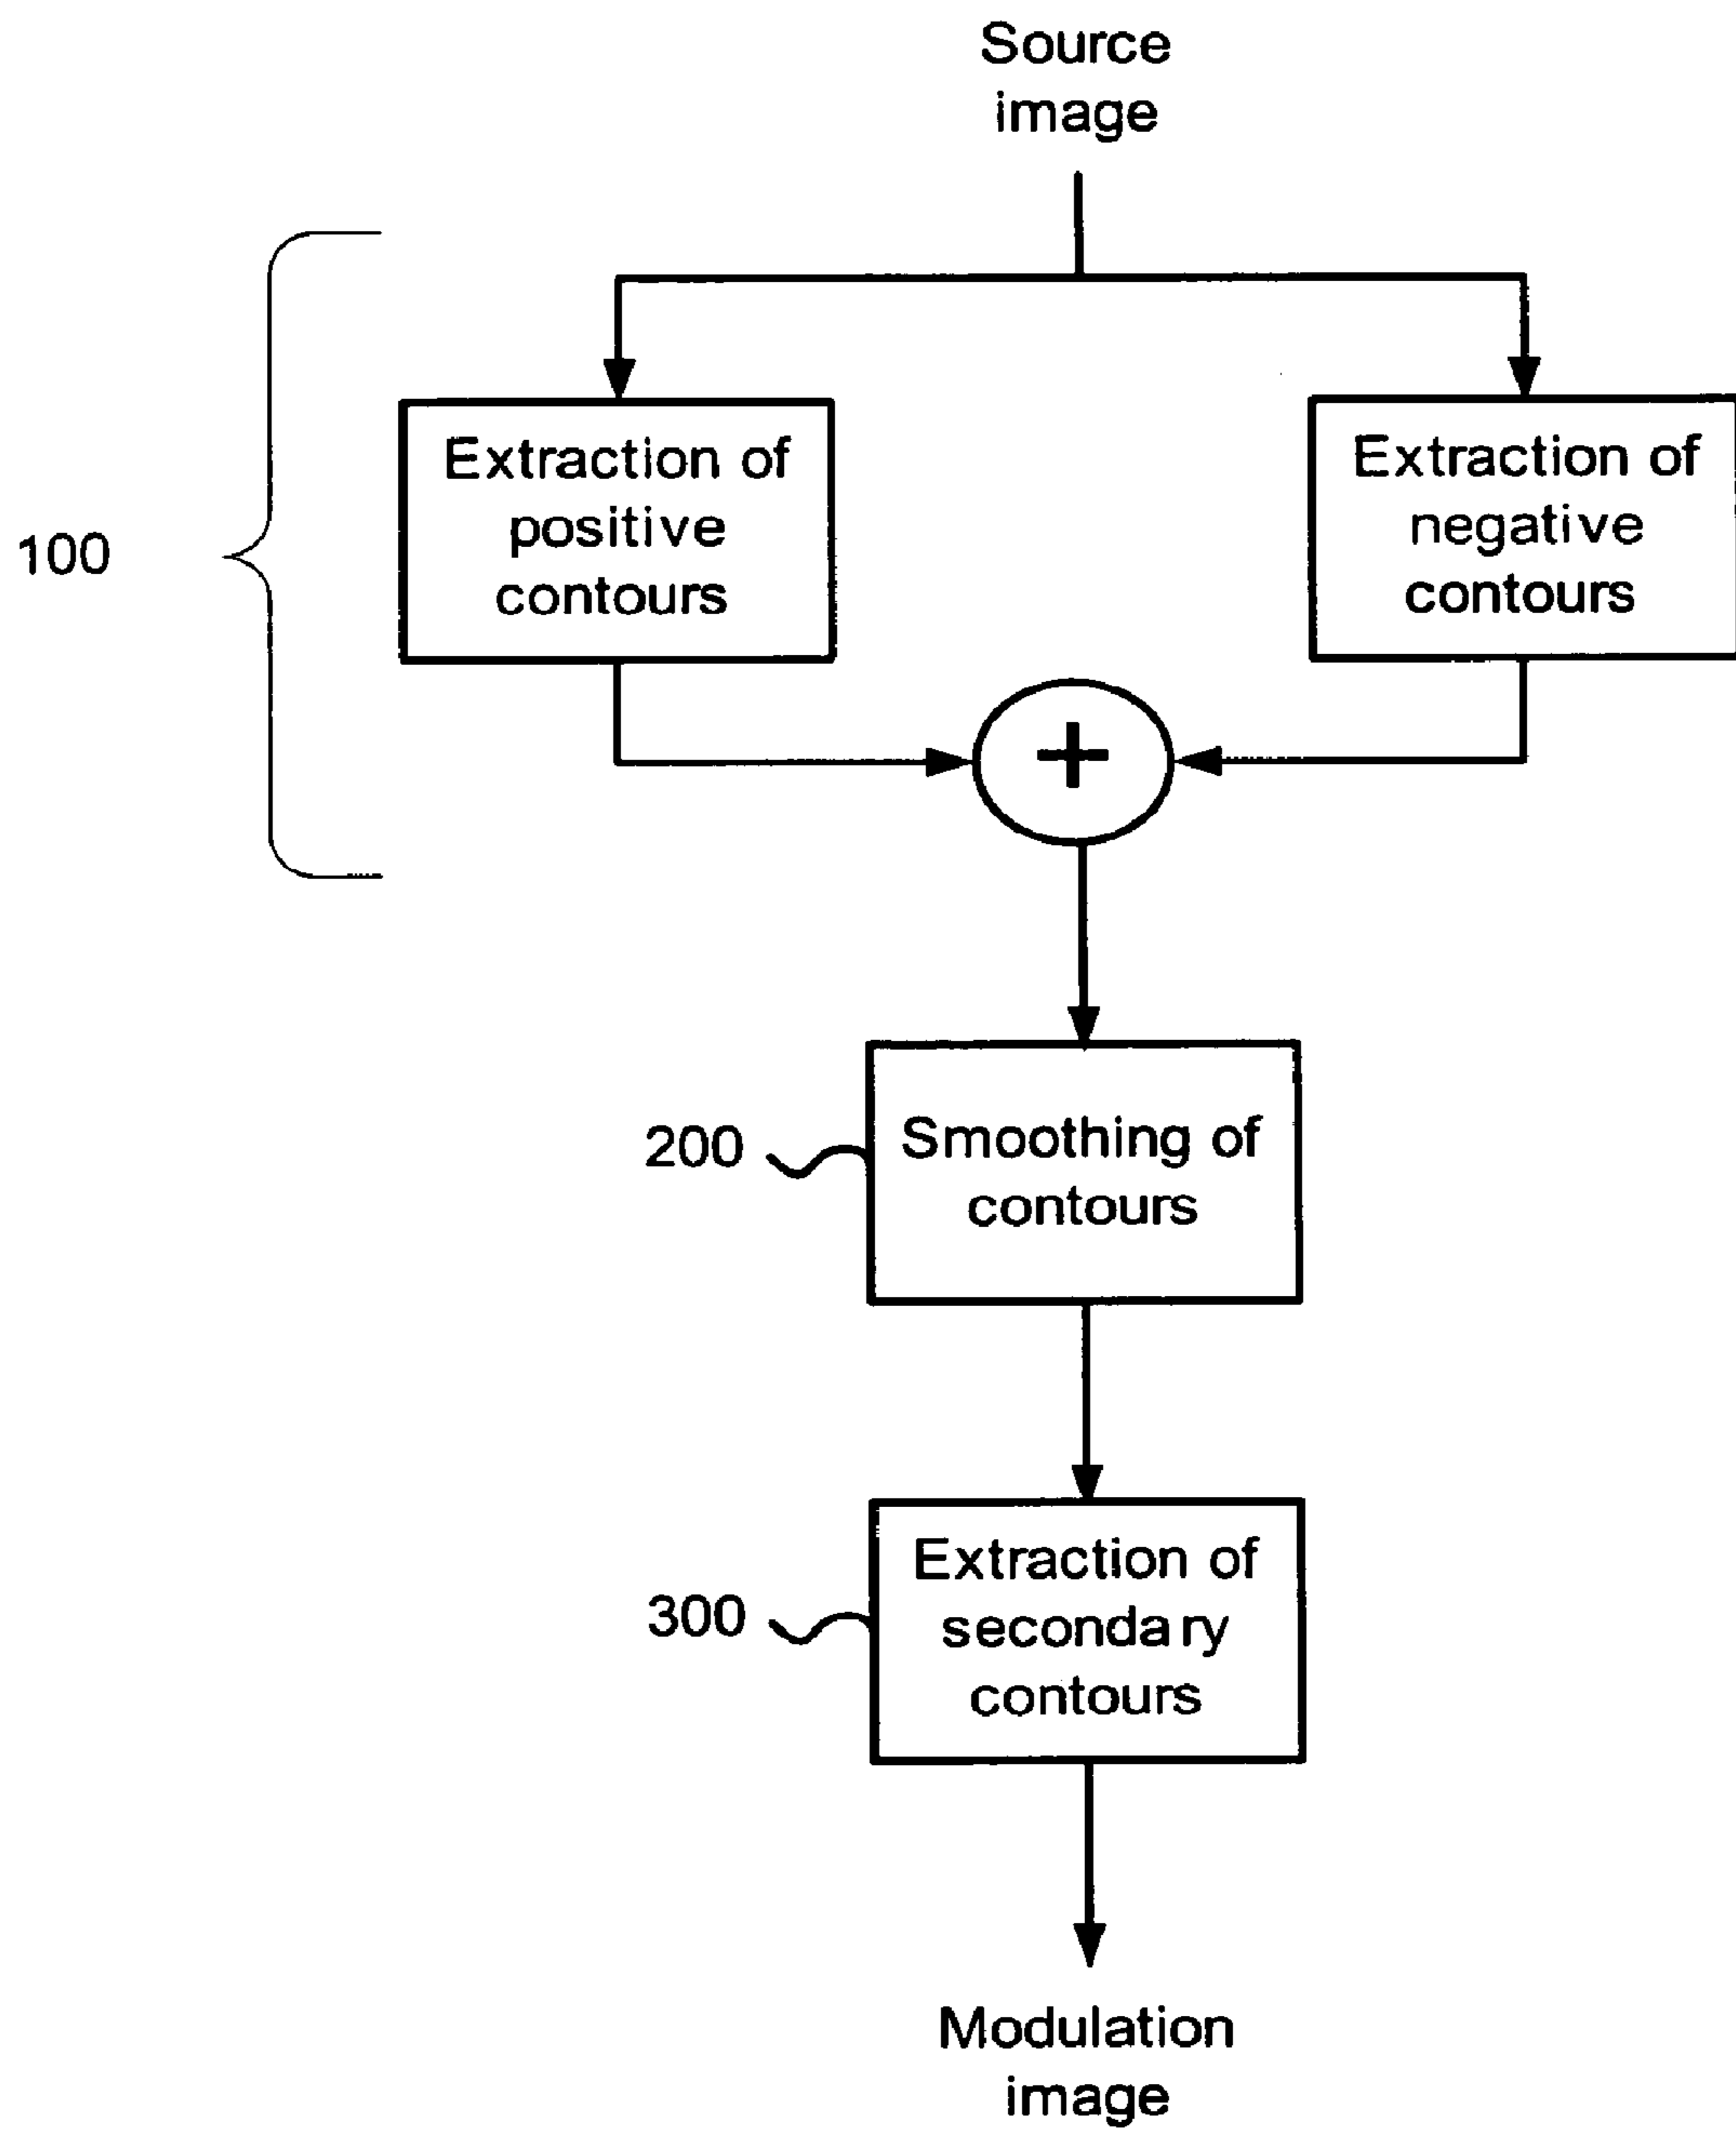 Source
image
100
Extraction of
positive
contours
Extraction of
negative
contours
+
200
Smoothing of
contours
300
Extraction of
secondary
contours
Modulation
image